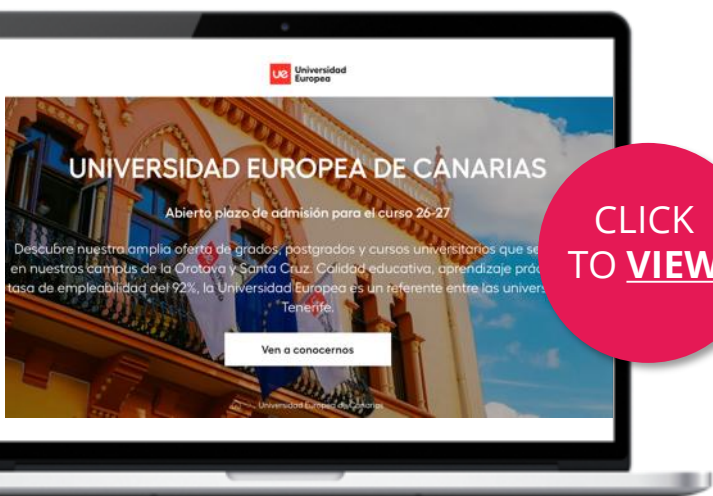 ue Universidad
Europea
UNIVERSIDAD EUROPEA DE CANARIAS
Abierto plazo de admisión para el curso 26-27
Descubre nuestra amplia oferta de grados, postgrados y cursos universitarios que se
en nuestros campus de la Orotava y Santa Cruz. Calidad educativa, aprendizaje
tasa de empleabilidad del 92%, la Universidad Europea es un referente entre las
Tenerife.
Ven a conocernos
Universidad Europea de Canarias
CLICK
TO VIEW